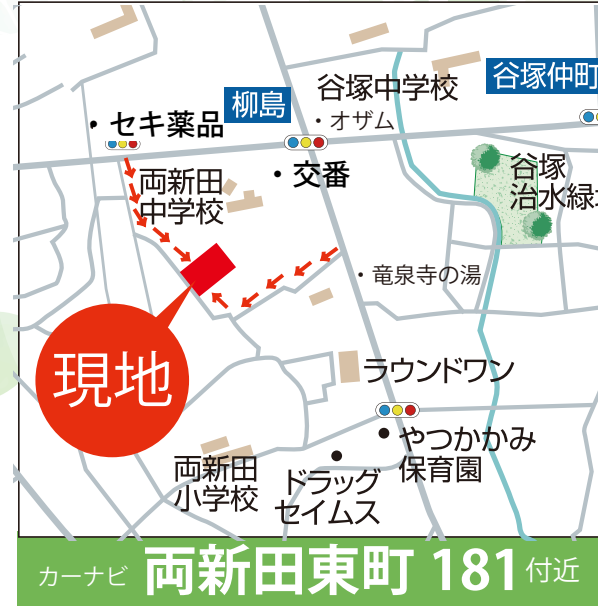 谷塚中学校
谷塚仲町
柳島
・セキ薬品
・オザム
・交番
両新田
中学校
谷塚
治水緑
・竜泉寺の湯
現地
ラウンドワン
やつかかみ
保育園
両新田
小学校
ドラッグ
セイムス
カーナビ 両新田東町 181 付近